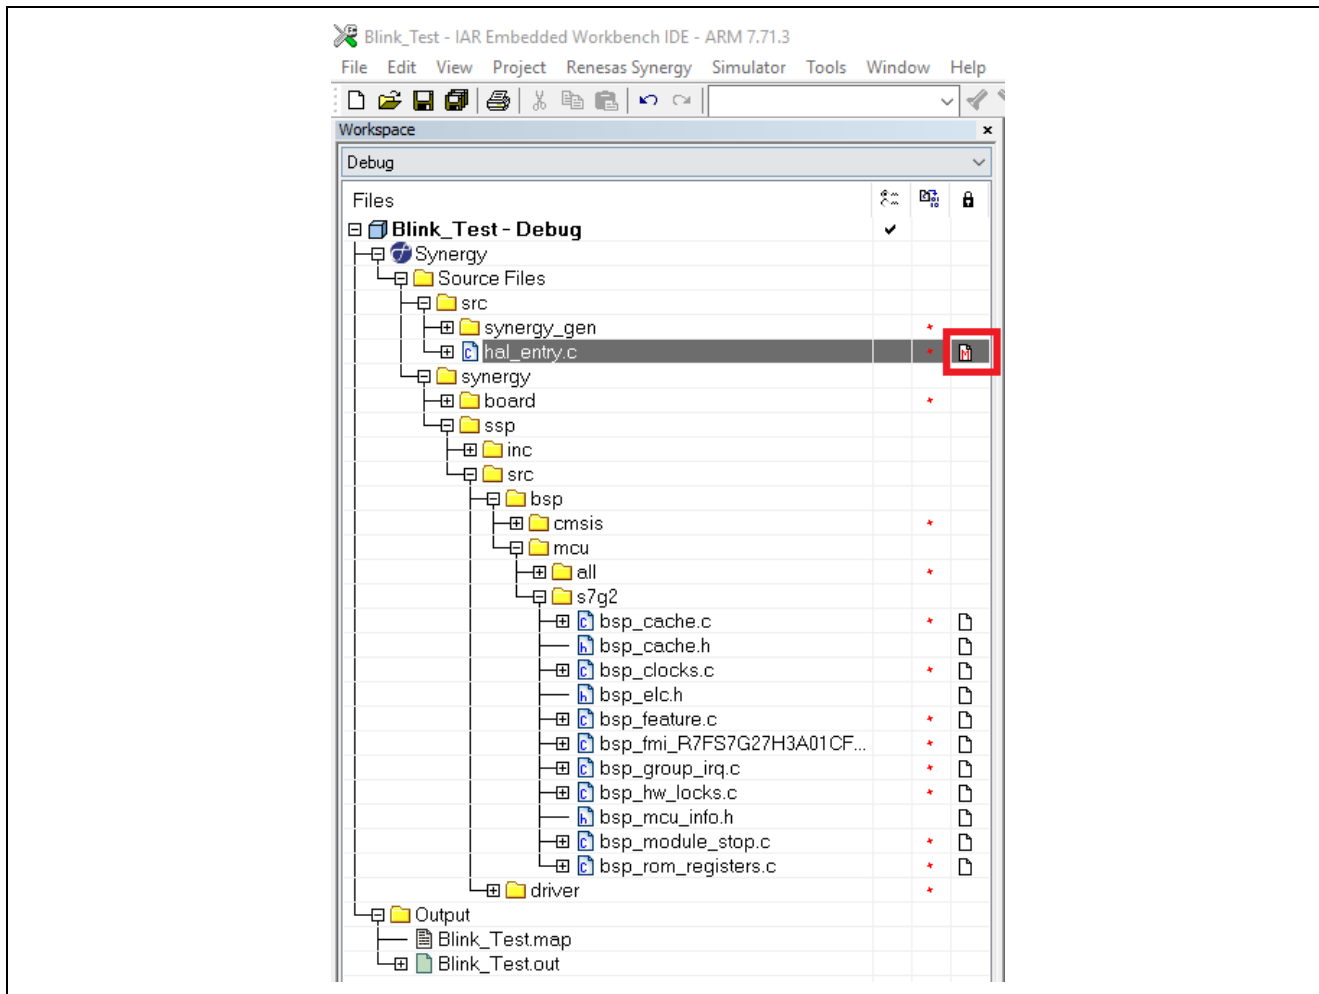 Blink_Test - IAR Embedded Workbench IDE - ARM 7.71.3
File Edit View Project Renesas Synergy Simulator Tools Window Help
Workspace
Debug
Files
Blink_Test - Debug
Synergy
Source Files
src
synergy_gen
hal_entry.c
M
synergy
board
ssp
inc
src
bsp
cmsis
mcu
all
s7g2
bsp_cache.c
bsp_cache.h
bsp_clocks.c
bsp_elc.h
bsp_feature.c
bsp_fmi_R7FS7G27H3A01CF...
bsp_group_irq.c
bsp_hw_locks.c
bsp_mcu_info.h
bsp_module_stop.c
bsp_rom_registers.c
driver
Output
Blink_Test.map
Blink_Test.out